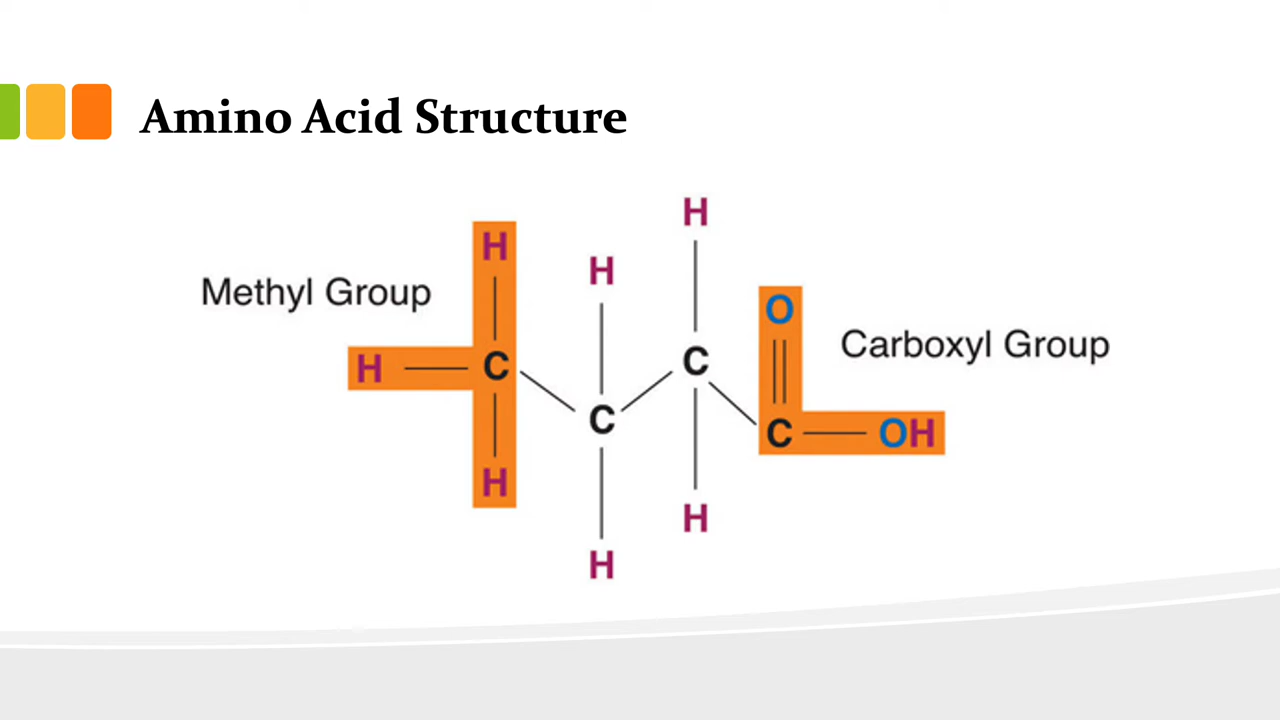 Amino Acid Structure
H
H
H
Methyl Group
O
Carboxyl Group
H C
C
C
C OH
H
H
H